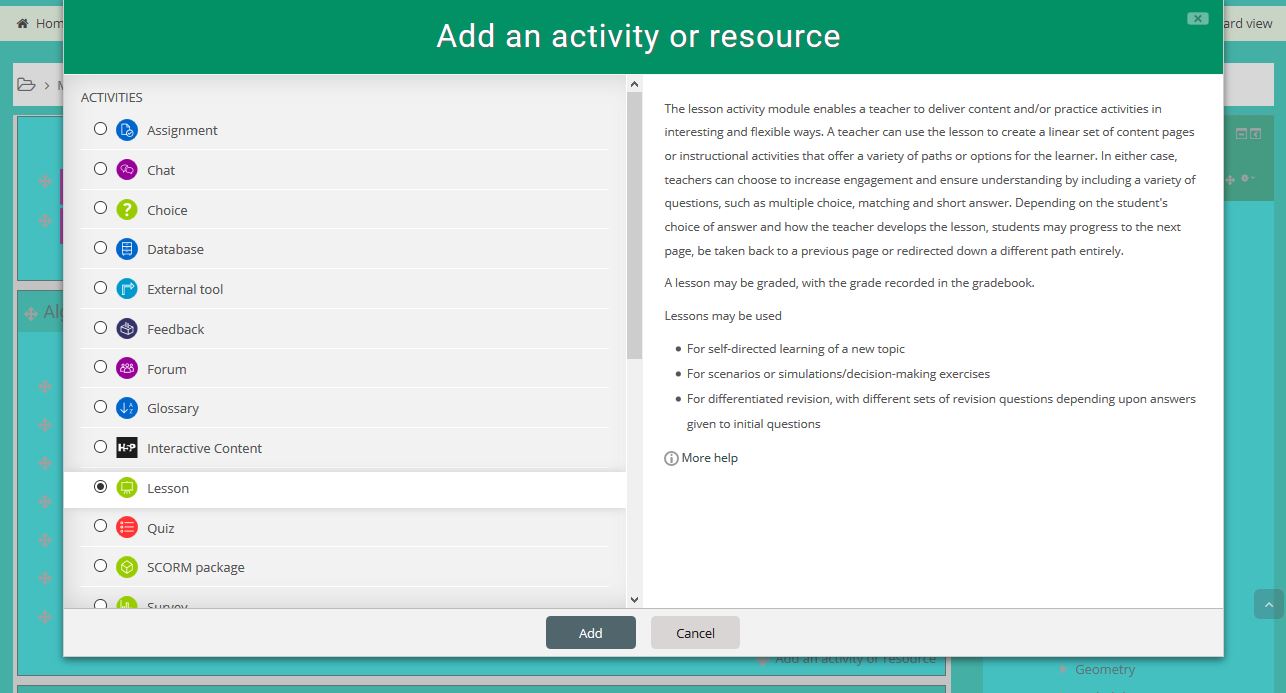 Hom
ard view
Add an activity or resource
ACTIVITIES
Assignment
Chat
Choice
Database
External tool
Feedback
Forum
Glossary
H-P Interactive Content
Lesson
Quiz
SCORM package
Survey
The lesson activity module enables a teacher to deliver content and/or practice activities in
interesting and flexible ways. A teacher can use the lesson to create a linear set of content pages
or instructional activities that offer a variety of paths or options for the learner. In either case,
teachers can choose to increase engagement and ensure understanding by including a variety of
questions, such as multiple choice, matching and short answer. Depending on the student's
choice of answer and how the teacher develops the lesson, students may progress to the next
page, be taken back to a previous page or redirected down a different path entirely.
A lesson may be graded, with the grade recorded in the gradebook.
Lessons may be used
• For self-directed learning of a new topic
• For scenarios or simulations/decision-making exercises
• For differentiated revision, with different sets of revision questions depending upon answers
given to initial questions
More help
Add
Cancel
Alg
Add an activity or resource
Geometry